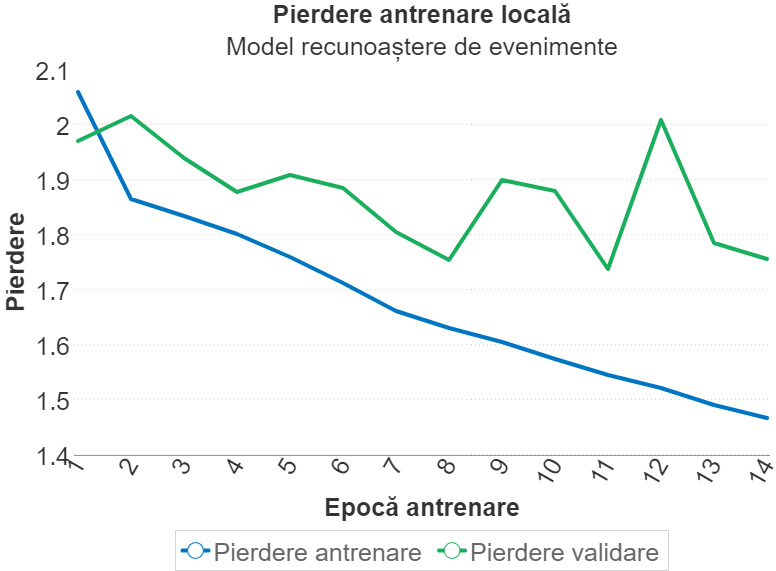 Pierdere antrenare locală
Model recunoaștere de evenimente
2.1
2
1.9
1.8
1.7
1.6
1.5
1.4
Pierdere
1 2 3 4 5 6 7 8 9 10 11 12 13 14
Epocă antrenare
Pierdere antrenare Pierdere validare